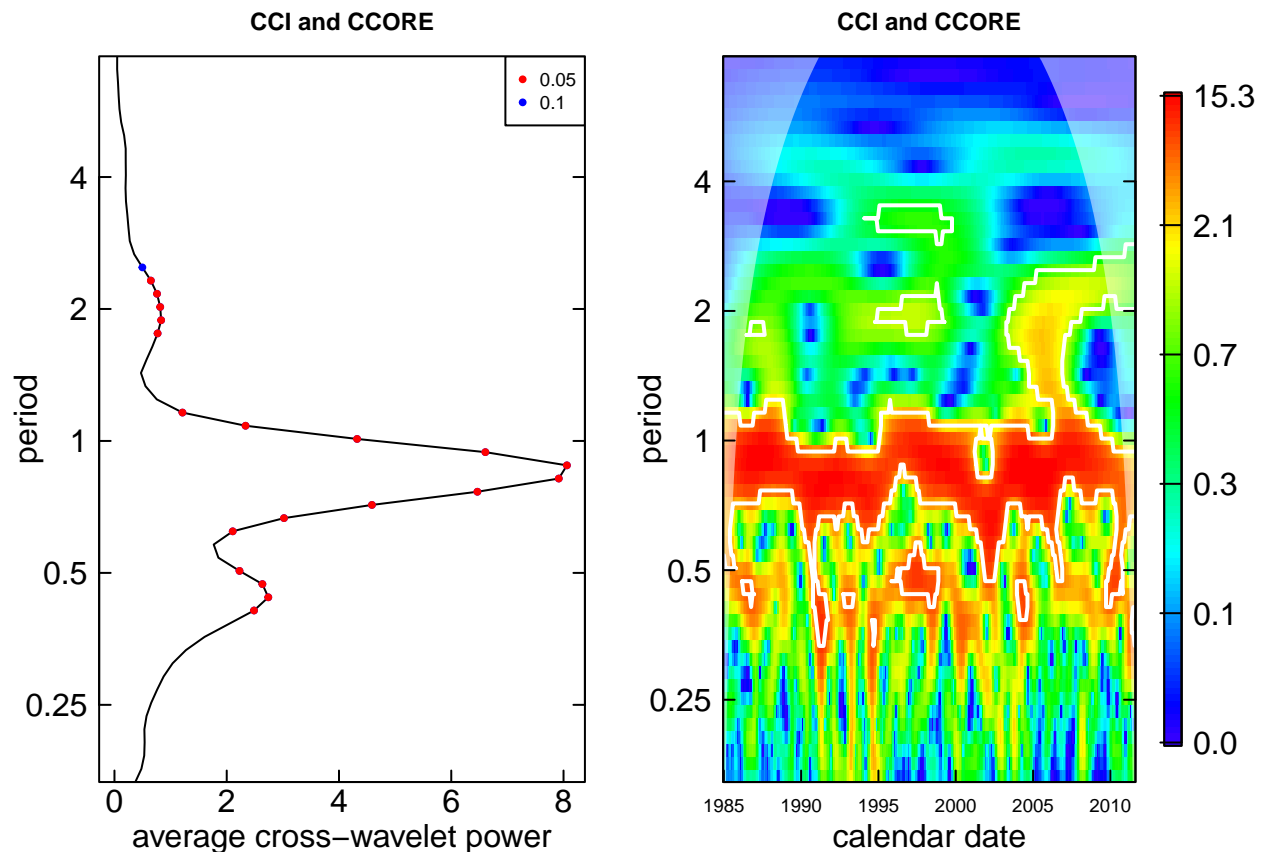 CCI and CCORE
0.05
0.1
4
2
1
0.5
0.25
period
0 2 4 6 8
average cross−wavelet power
CCI and CCORE
4
2
1
0.5
0.25
period
1985 1990 1995 2000 2005 2010
calendar date
15.3
2.1
0.7
0.3
0.1
0.0